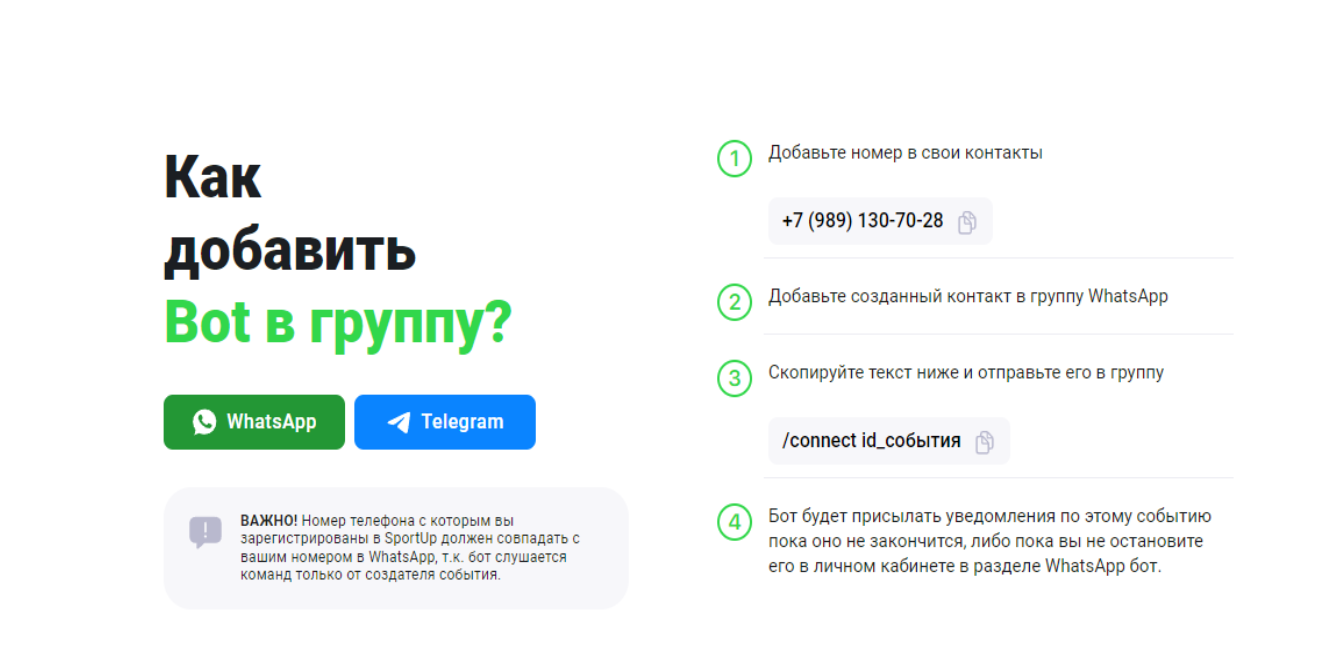 Как
добавить
Bot в группу?
WhatsApp
Telegram
ВАЖНО! Номер телефона с которым вы
зарегистрированы в SportUp должен совпадать с
вашим номером в WhatsApp, т.к. бот слушается
команд только от создателя события.
1
Добавьте номер в свои контакты
+7 (989) 130-70-28
2
Добавьте созданный контакт в группу WhatsApp
3
Скопируйте текст ниже и отправьте его в группу
/connect id_события
4
Бот будет присылать уведомления по этому событию
пока оно не закончится, либо пока вы не остановите
его в личном кабинете в разделе WhatsApp бот.